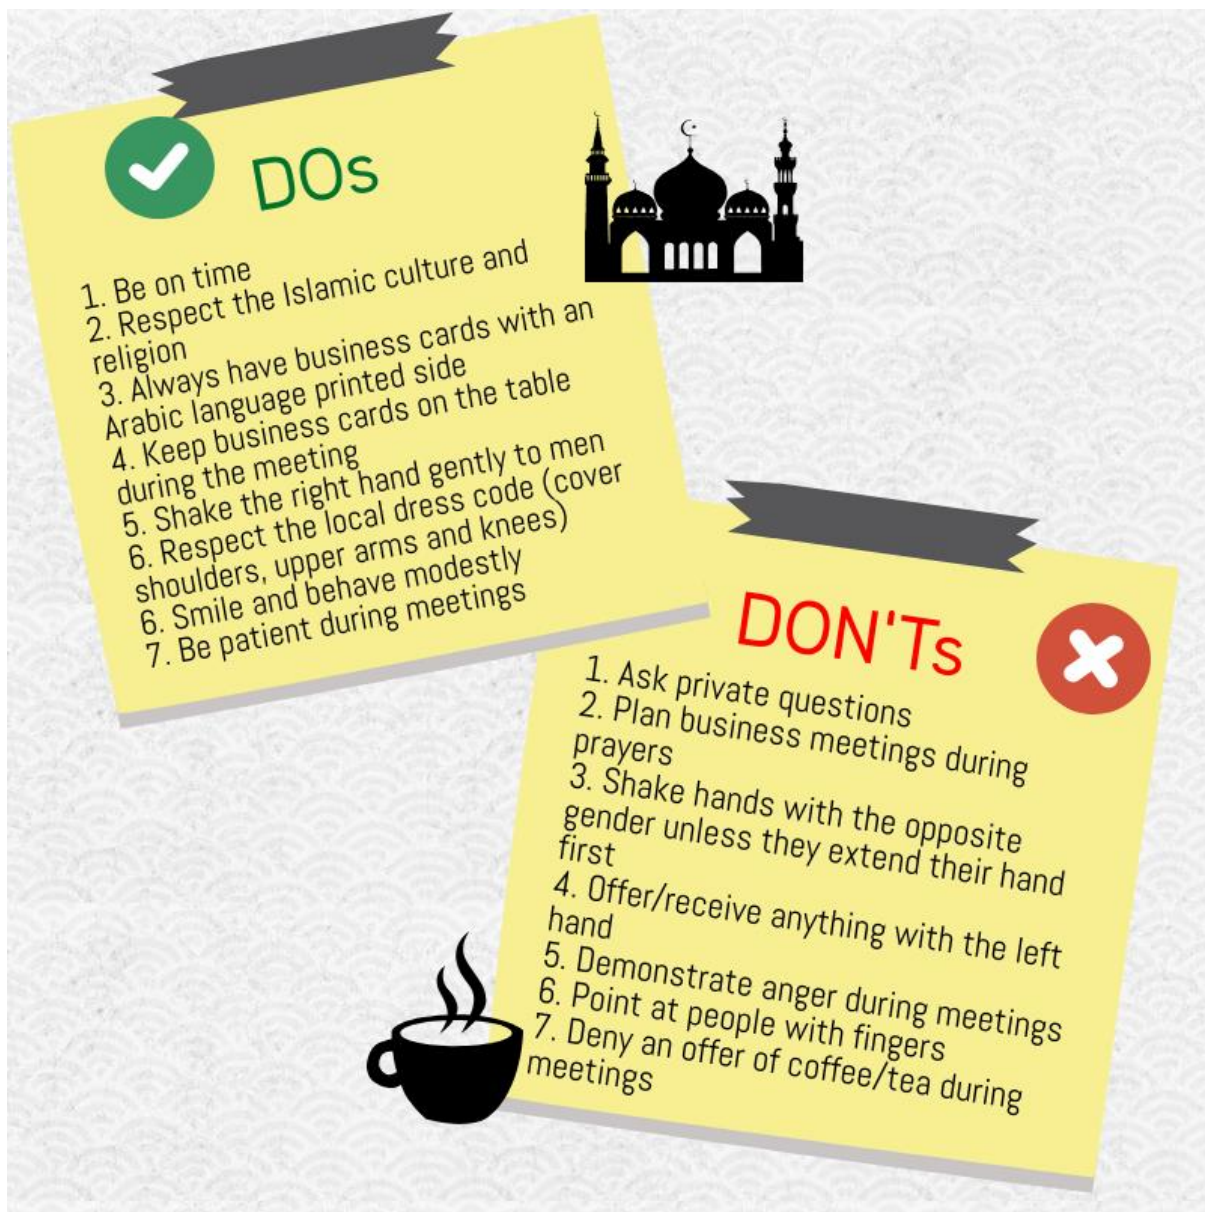 DOs
1. Be on time
2. Respect the Islamic culture and
religion
3. Always have business cards with an
Arabic language printed side
4. Keep business cards on the table
during the meeting
5. Shake the right hand gently to men
6. Respect the local dress code (cover
shoulders, upper arms and knees)
6. Smile and behave modestly
7. Be patient during meetings
DON'Ts
1. Ask private questions
2. Plan business meetings during
prayers
3. Shake hands with the opposite
gender unless they extend their hand
first
4. Offer/receive anything with the left
hand
5. Demonstrate anger during meetings
6. Point at people with fingers
7. Deny an offer of coffee/tea during
meetings